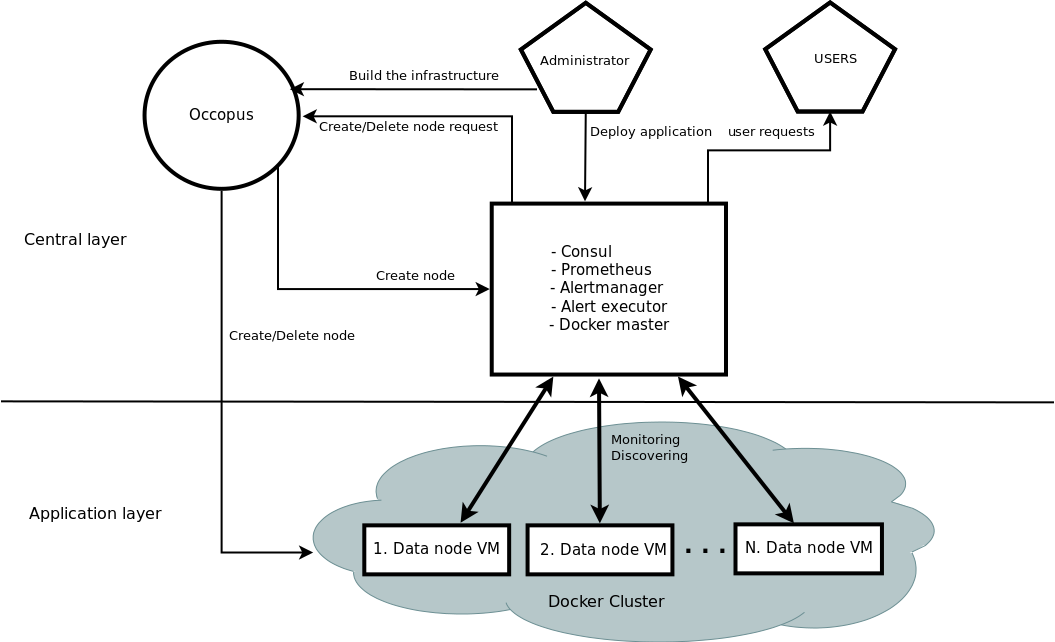 Administrator
USERS
Build the infrastructure
Occopus
Create/Delete node request
Deploy application
user requests
Central layer
- Consul
- Prometheus
- Alertmanager
- Alert executor
- Docker master
Create node
Create/Delete node
Monitoring
Discovering
Application layer
1. Data node VM
2. Data node VM
. . .
N. Data node VM
Docker Cluster